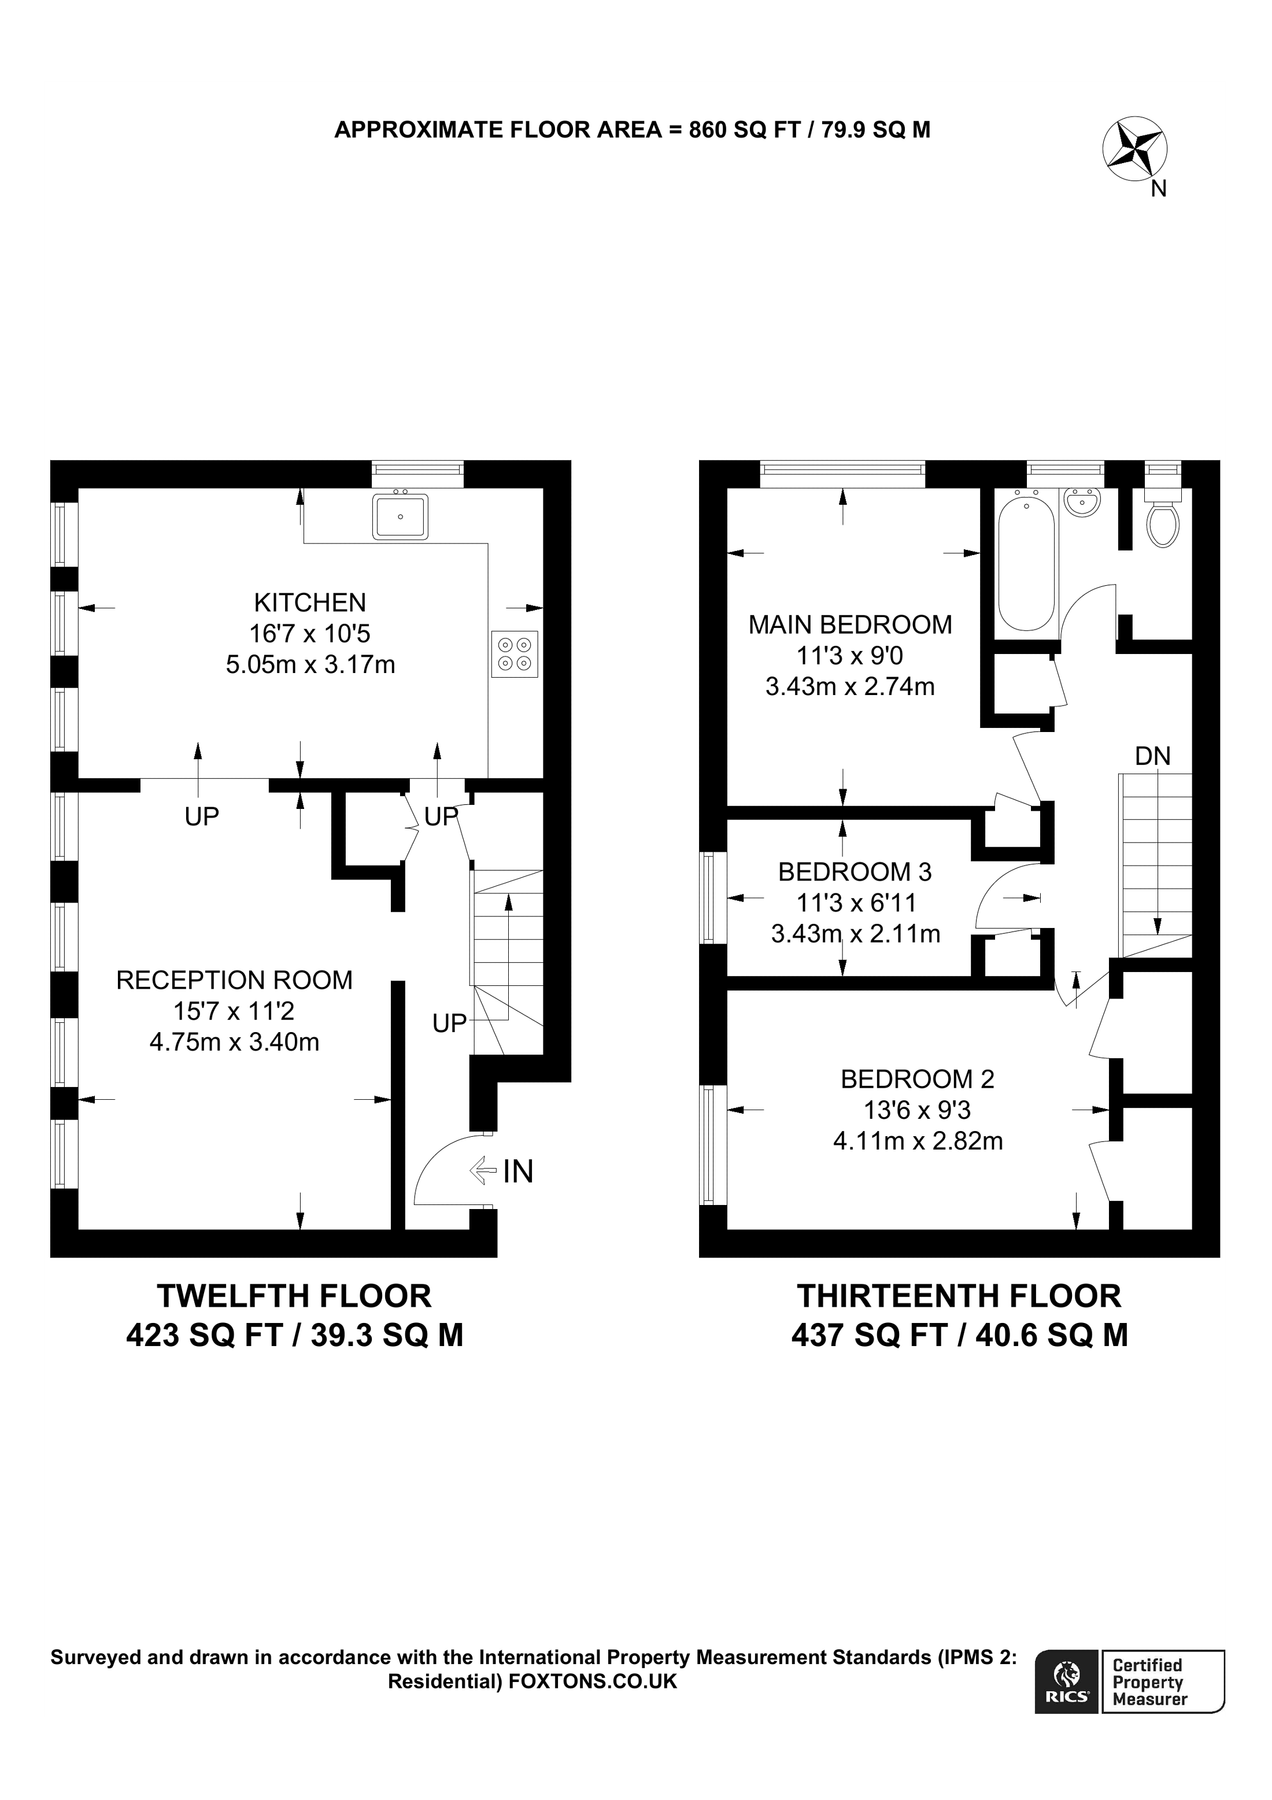 APPROXIMATE FLOOR AREA = 860 SQ FT / 79.9 SQ M
N
KITCHEN
16'7 x 10'5
5.05m x 3.17m
UP
UP
RECEPTION ROOM
15'7 x 11'2
4.75m x 3.40m
UP
IN
TWELFTH FLOOR
423 SQ FT / 39.3 SQ M
MAIN BEDROOM
11'3 x 9'0
3.43m x 2.74m
DN
BEDROOM 3
11'3 x 6'11
3.43m x 2.11m
BEDROOM 2
13'6 x 9'3
4.11m x 2.82m
THIRTEENTH FLOOR
437 SQ FT / 40.6 SQ M
Surveyed and drawn in accordance with the International Property Measurement Standards (IPMS 2:
Residential) FOXTONS.CO.UK
RICS
Certified
Property
Measurer